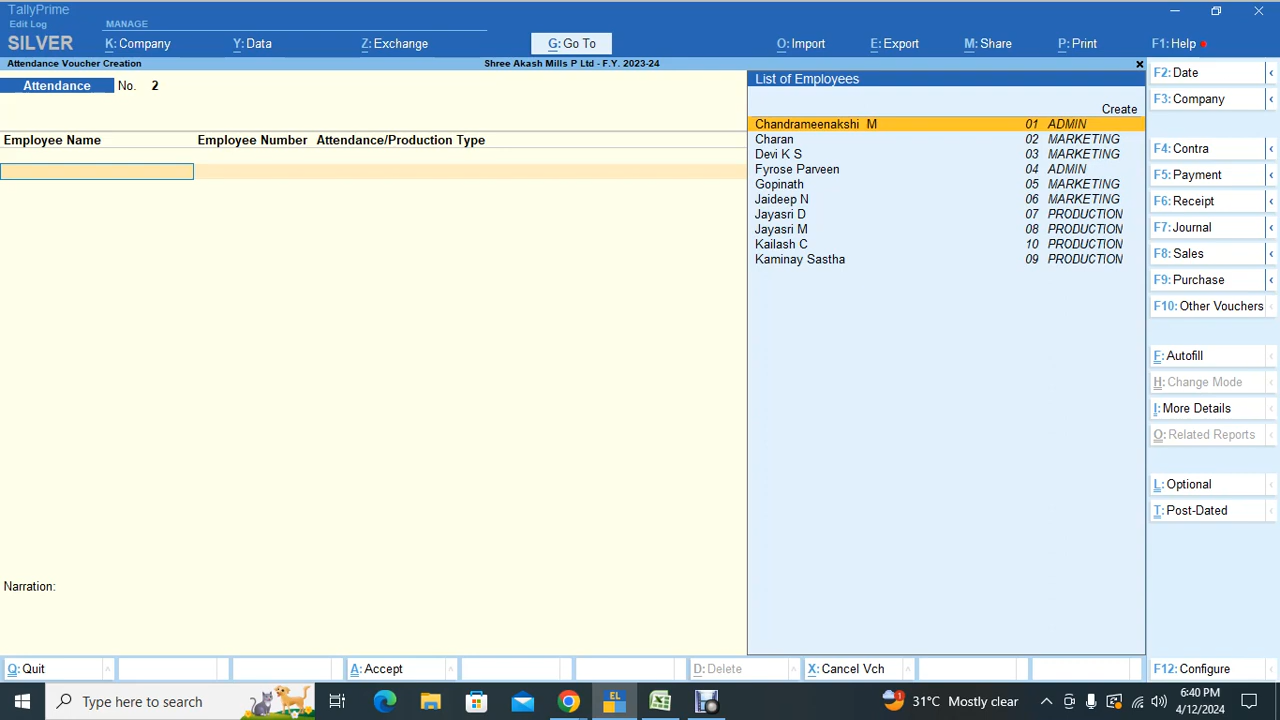 TallyPrime
Edit Log
MANAGE
SILVER
K: Company
Y: Data
Z: Exchange
G: Go To
O: Import
E: Export
M: Share
P: Print
F1: Help
Attendance Voucher Creation
Shree Akash Mills P Ltd - F.Y. 2023-24
Attendance No. 2
Employee Name Employee Number Attendance/Production Type
Narration:
List of Employees
Create
Chandrameenakshi M 01 ADMIN
Charan 02 MARKETING
Devi K S 03 MARKETING
Fyrose Parveen 04 ADMIN
Gopinath 05 MARKETING
Jaideep N 06 MARKETING
Jayasri D 07 PRODUCTION
Jayasri M 08 PRODUCTION
Kailash C 10 PRODUCTION
Kaminay Sastha 09 PRODUCTION
F2: Date
F3: Company
F4: Contra
F5: Payment
F6: Receipt
F7: Journal
F8: Sales
F9: Purchase
F10: Other Vouchers
F: Autofill
H: Change Mode
I: More Details
O: Related Reports
L: Optional
T: Post-Dated
Q: Quit
A: Accept
D: Delete
X: Cancel Vch
F12: Configure
Type here to search
EL
1
31°C Mostly clear
6:40 PM
4/12/2024